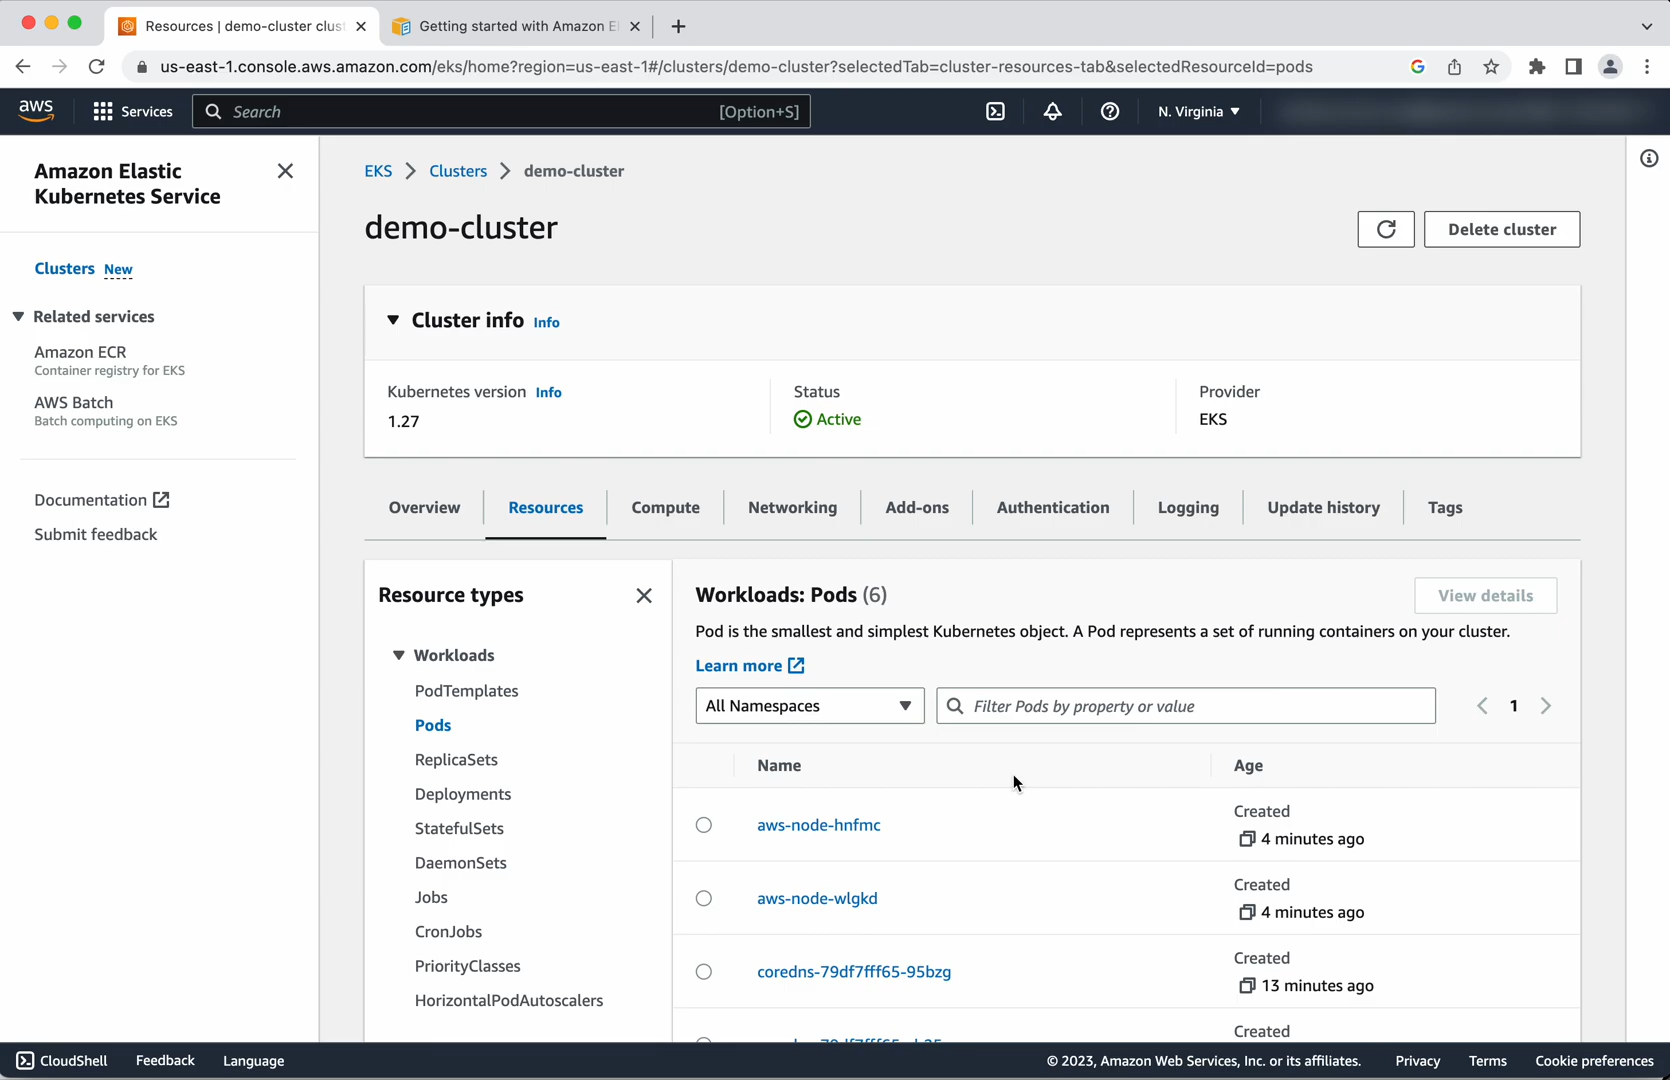 Resources | demo-cluster clus
Getting started with Amazon E
us-east-1.console.aws.amazon.com/eks/home?region=us-east-1#/clusters/demo-cluster?selectedTab=cluster-resources-tab&selectedResourceId=pods
aws
Services
Search
[Option+S]
N. Virginia
Amazon Elastic
Kubernetes Service
Clusters New
Related services
Amazon ECR
Container registry for EKS
AWS Batch
Batch computing on EKS
Documentation
Submit feedback
EKS
Clusters
demo-cluster
demo-cluster
Delete cluster
Cluster info Info
Kubernetes version Info
1.27
Status
Active
Provider
EKS
Overview
Resources
Compute
Networking
Add-ons
Authentication
Logging
Update history
Tags
Resource types
Workloads
PodTemplates
Pods
ReplicaSets
Deployments
StatefulSets
DaemonSets
Jobs
CronJobs
PriorityClasses
HorizontalPodAutoscalers
Workloads: Pods (6)
View details
Pod is the smallest and simplest Kubernetes object. A Pod represents a set of running containers on your cluster.
Learn more
All Namespaces
Filter Pods by property or value
1
Name
Age
aws-node-hnfmc
Created
4 minutes ago
aws-node-wlgkd
Created
4 minutes ago
coredns-79df7fff65-95bzg
Created
13 minutes ago
Created
CloudShell
Feedback
Language
© 2023, Amazon Web Services, Inc. or its affiliates.
Privacy
Terms
Cookie preferences